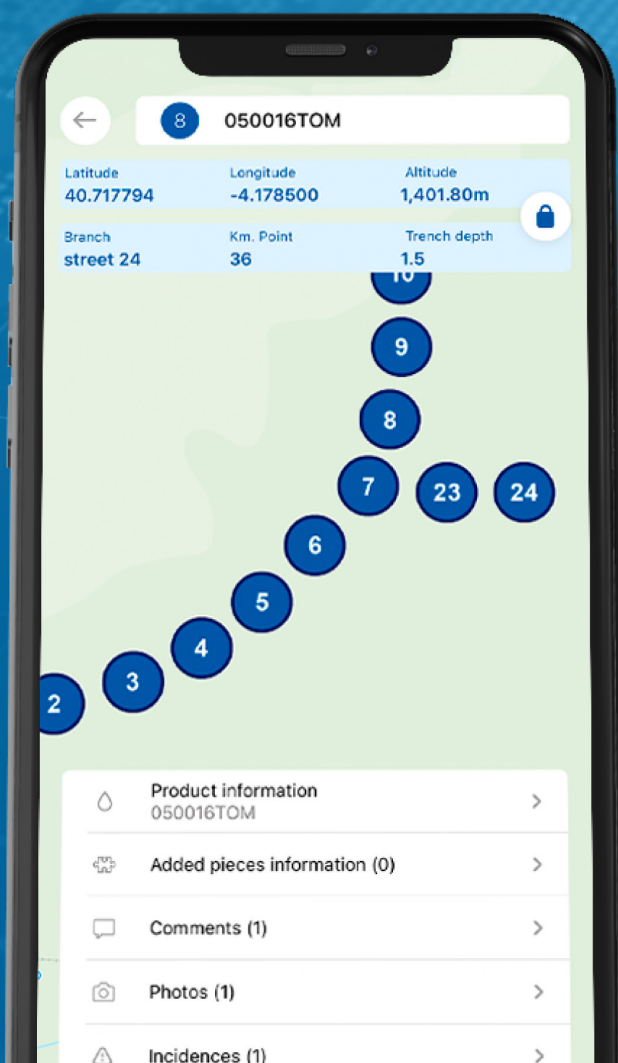 8 050016TOM
Latitude Longitude Altitude
40.717794 -4.178500 1,401.80m
Branch Km. Point Trench depth
street 24 36 1.5
10
9
8
7 23 24
6
5
4
3
2
Product information
050016TOM
Added pieces information (0)
Comments (1)
Photos (1)
Incidences (1)